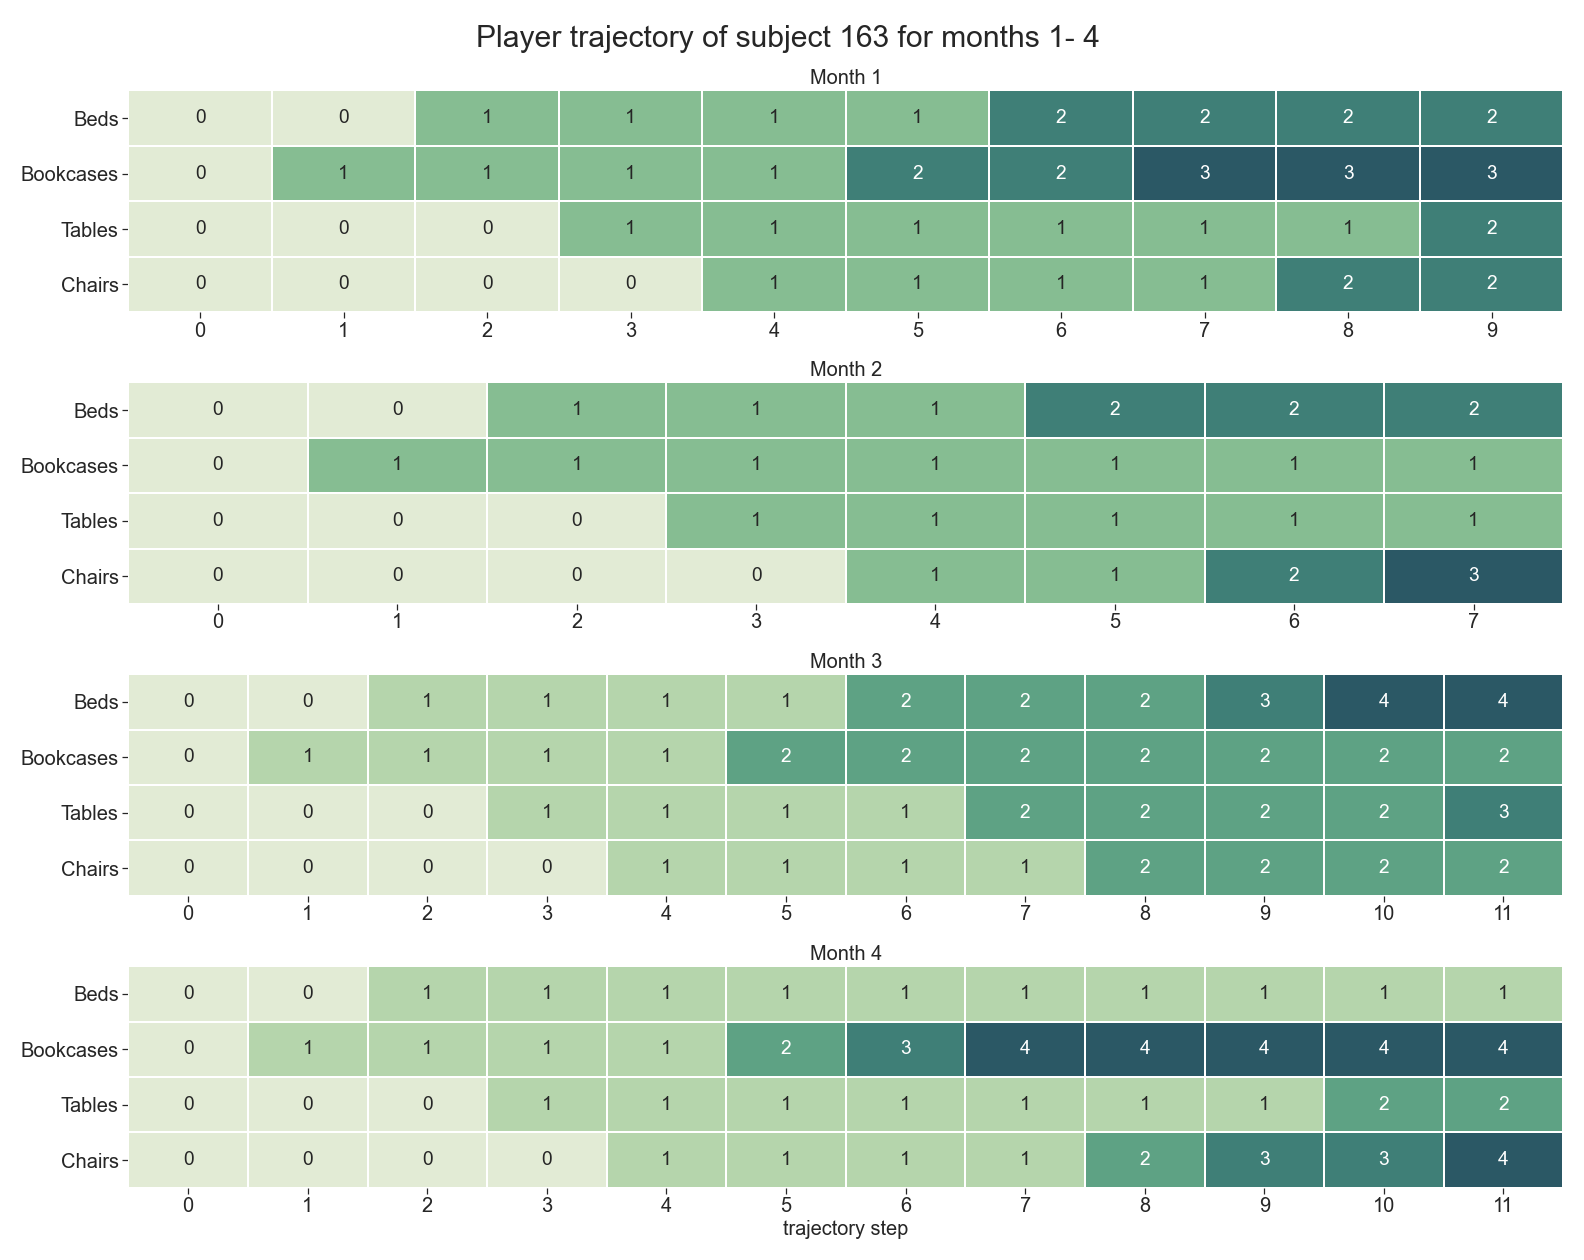 Player trajectory of subject 163 for months 1- 4
Month 1
Beds 0 0 1 1 1 1 2 2 2 2
Bookcases 0 1 1 1 1 2 2 3 3 3
Tables 0 0 0 1 1 1 1 1 1 2
Chairs 0 0 0 0 1 1 1 1 2 2
0 1 2 3 4 5 6 7 8 9
Month 2
Beds 0 0 1 1 1 2 2 2
Bookcases 0 1 1 1 1 1 1 1
Tables 0 0 0 1 1 1 1 1
Chairs 0 0 0 0 1 1 2 3
0 1 2 3 4 5 6 7
Month 3
Beds 0 0 1 1 1 1 2 2 2 3 4 4
Bookcases 0 1 1 1 1 2 2 2 2 2 2 2
Tables 0 0 0 1 1 1 1 2 2 2 2 3
Chairs 0 0 0 0 1 1 1 1 2 2 2 2
0 1 2 3 4 5 6 7 8 9 10 11
Month 4
Beds 0 0 1 1 1 1 1 1 1 1 1 1
Bookcases 0 1 1 1 1 2 3 4 4 4 4 4
Tables 0 0 0 1 1 1 1 1 1 1 2 2
Chairs 0 0 0 0 1 1 1 1 2 3 3 4
0 1 2 3 4 5 6 7 8 9 10 11
trajectory step